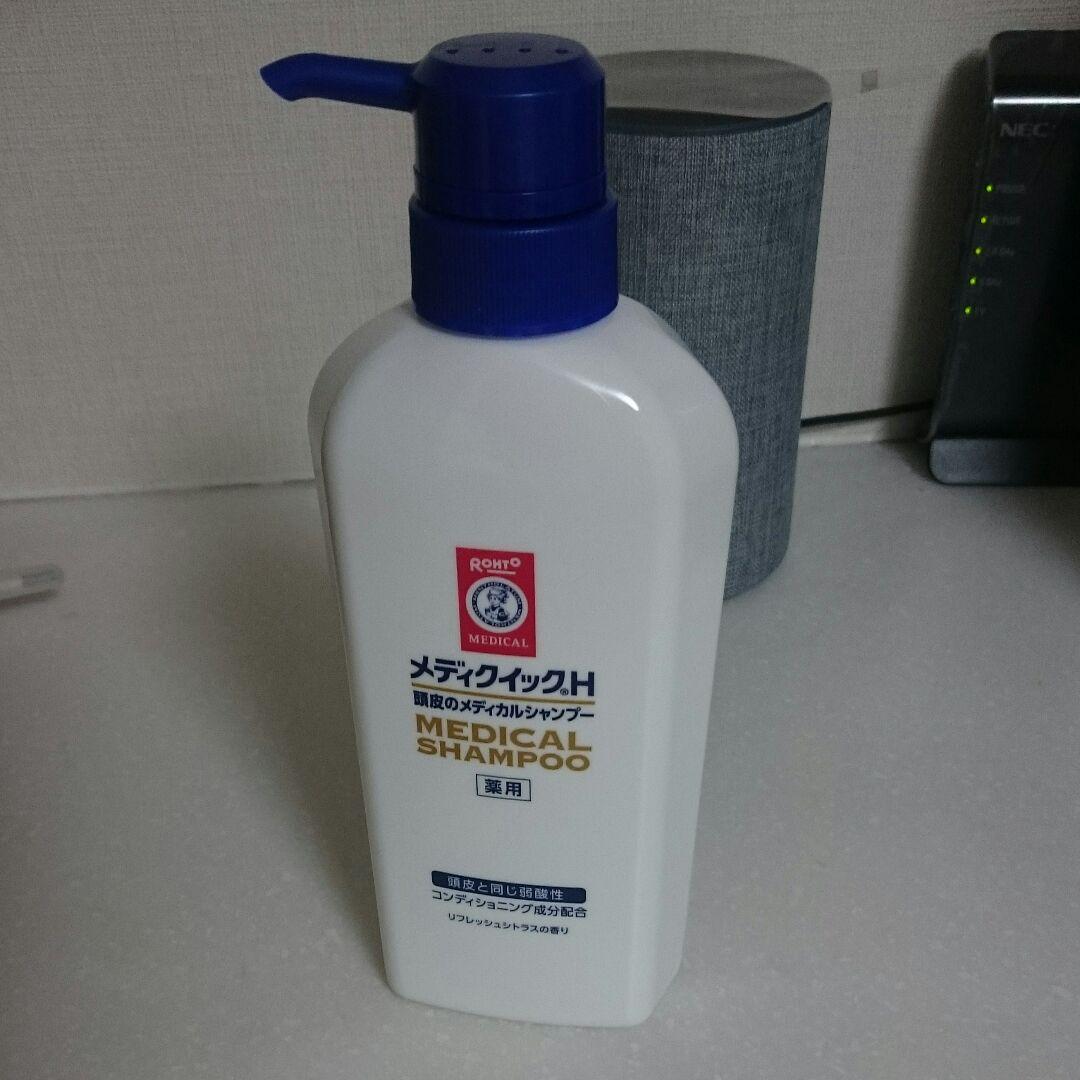 NEC
POWER
ROHTO
MENTHOLATUM
MEDICAL
メディクイック®H
頭皮のメディカルシャンプー
MEDICAL
SHAMPOO
薬用
頭皮と同じ弱酸性
コンディショニング成分配合
リフレッシュシトラスの香り